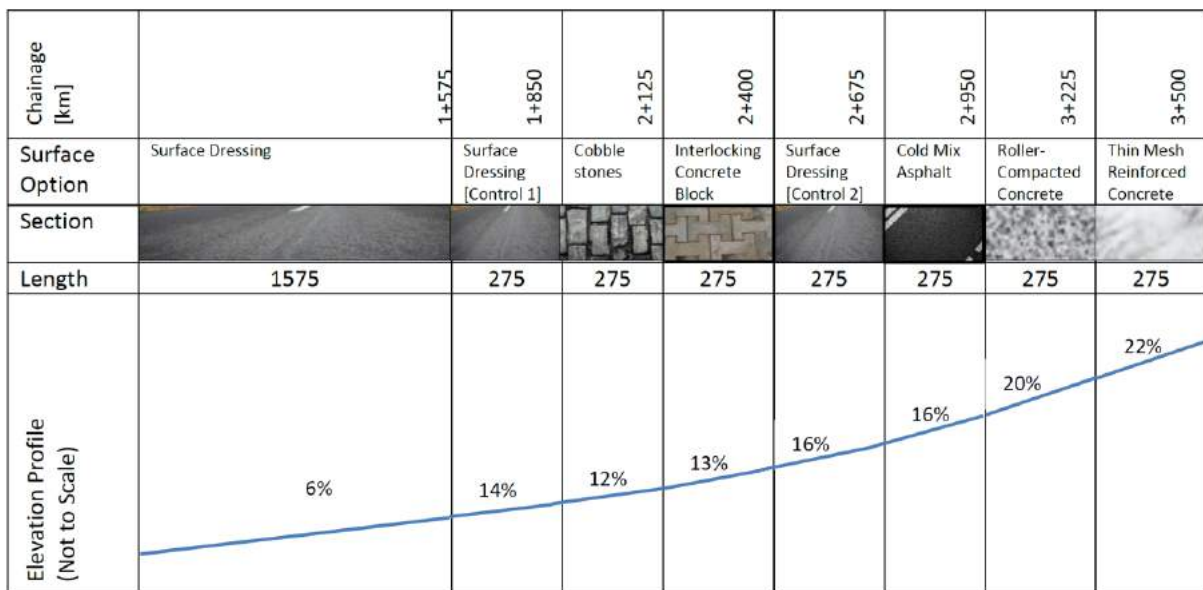 Chainage
[km]
1+575
1+850
2+125
2+400
2+675
2+950
3+225
3+500
Surface
Option
Surface Dressing
Surface
Dressing
[Control 1]
Cobble
stones
Interlocking
Concrete
Block
Surface
Dressing
[Control 2]
Cold Mix
Asphalt
Roller-
Compacted
Concrete
Thin Mesh
Reinforced
Concrete
Section
Length
1575
275
275
275
275
275
275
275
Elevation Profile
(Not to Scale)
6%
14%
12%
13%
16%
16%
20%
22%